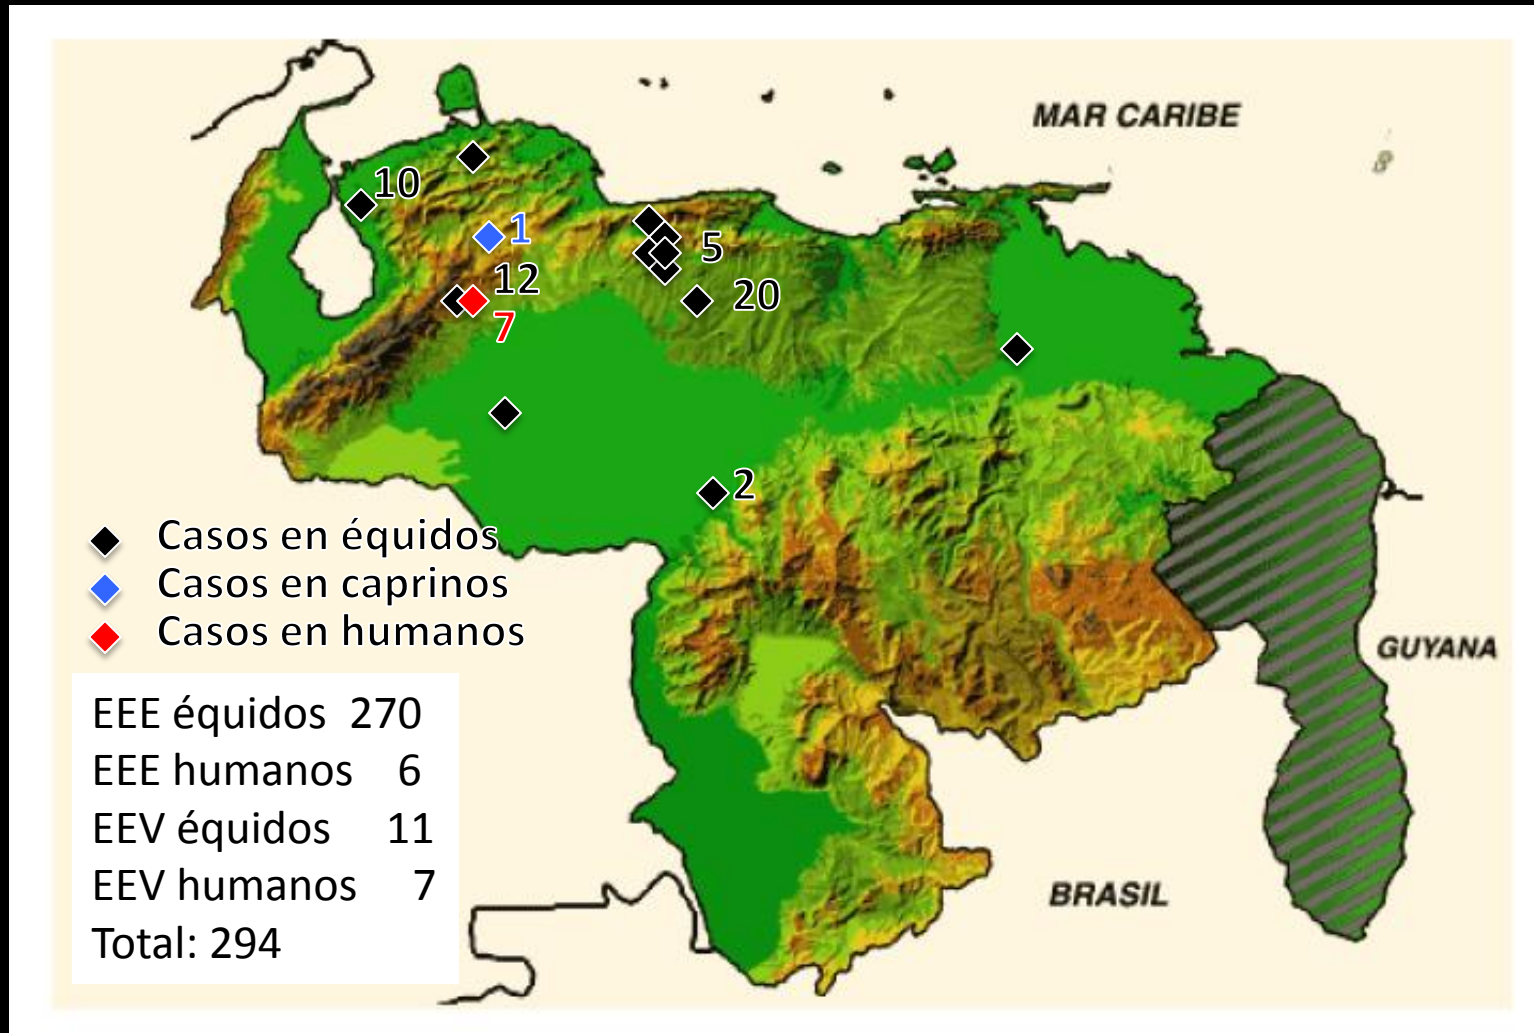 MAR CARIBE
10
1
5
12
20
7
2
Casos en équidos
Casos en caprinos
Casos en humanos
GUYANA
EEE équidos 270
EEE humanos 6
EEV équidos 11
EEV humanos 7
Total: 294
BRASIL